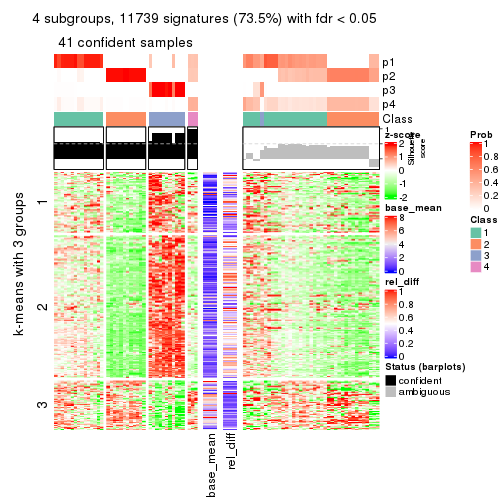 4 subgroups, 11739 signatures (73.5%) with fdr < 0.05
41 confident samples
p1
p2
p3
p4
Class
1
Silhouette
score
k-means with 3 groups
1
2
3
base_mean
rel_diff
z-score
2
1
0
-1
-2
base_mean
8
6
4
2
0
rel_diff
1
0.8
0.6
0.4
0.2
0
Status (barplots)
confident
ambiguous
Prob
1
0.8
0.6
0.4
0.2
0
Class
1
2
3
4